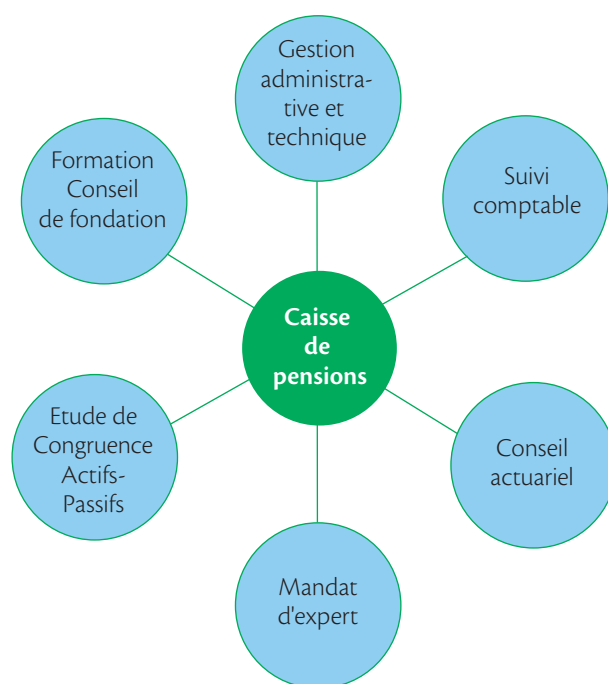 Gestion
administra-
tive et
technique
Formation
Conseil
de fondation
Suivi
comptable
Caisse
de
pensions
Etude de
Congruence
Actifs-
Passifs
Conseil
actuariel
Mandat
d'expert